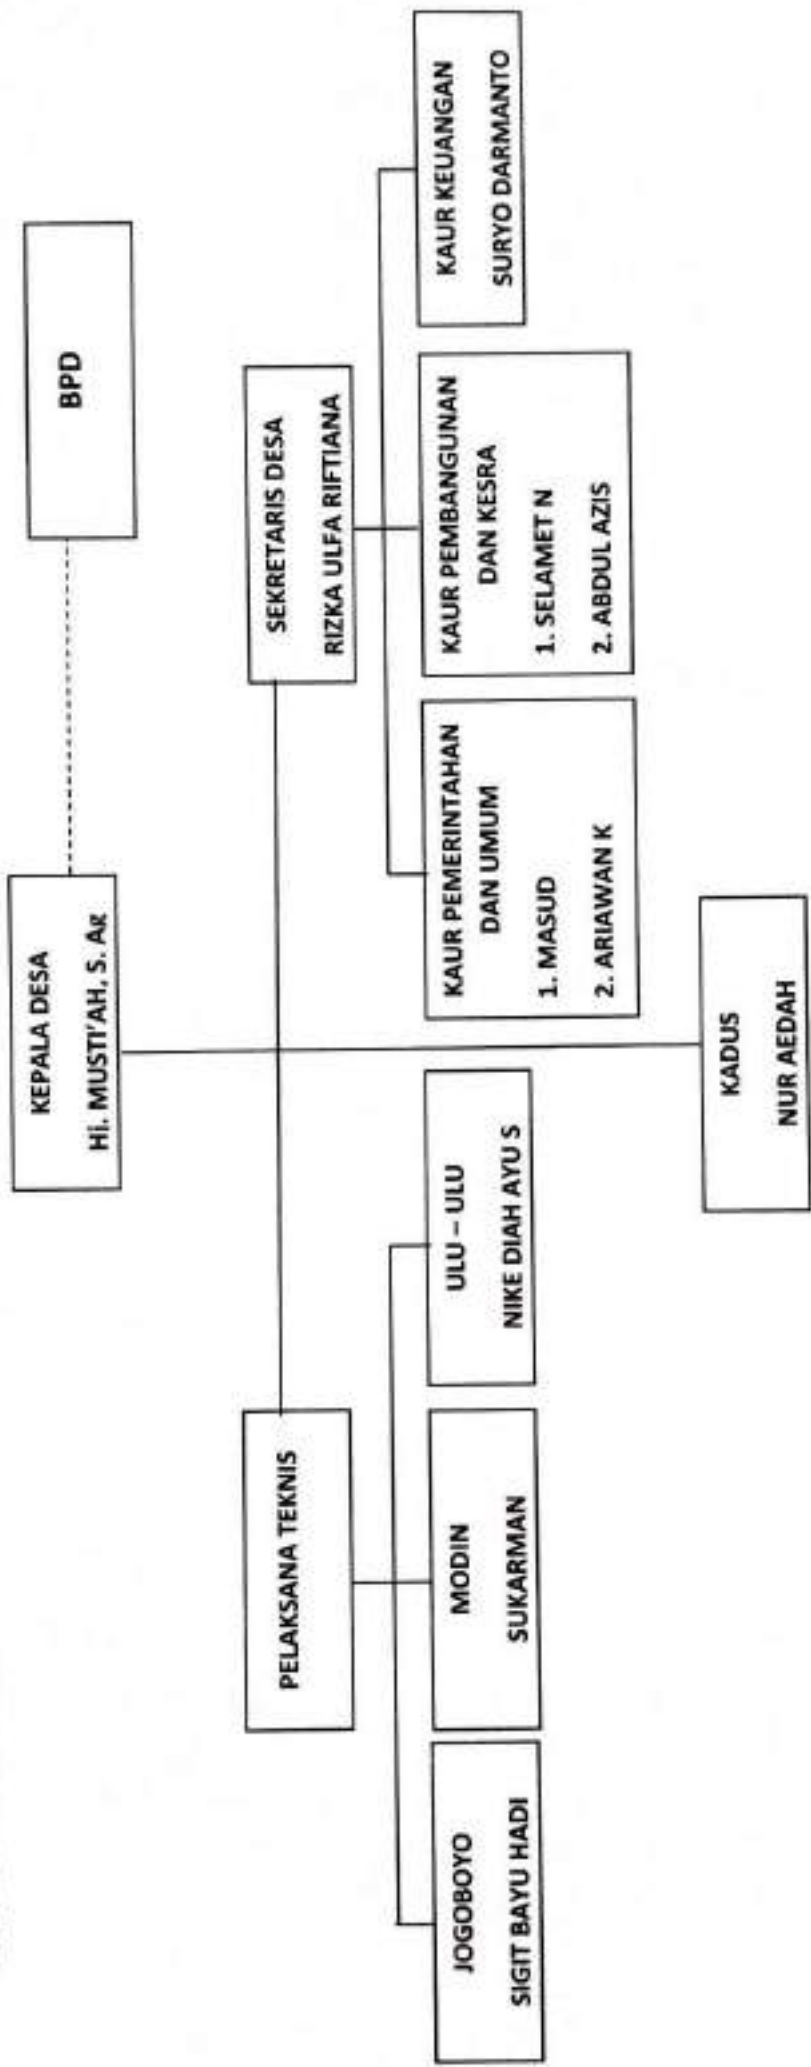 KEPALA DESA
Hi. MUSTI'AH, S. Ag
BPD
PELAKSANA TEKNIS
SEKRETARIS DESA
RIZKA ULFA RIFTIANA
JOGOBOYO
SIGIT BAYU HADI
MODIN
SUKARMAN
ULU – ULU
NIKE DIAH AYU S
KAUR PEMERINTAHAN
DAN UMUM
1. MASUD
2. ARIAWAN K
KAUR PEMBANGUNAN
DAN KESRA
1. SELAMET N
2. ABDUL AZIS
KAUR KEUANGAN
SURYO DARMANTO
KADUS
NUR AEDAH